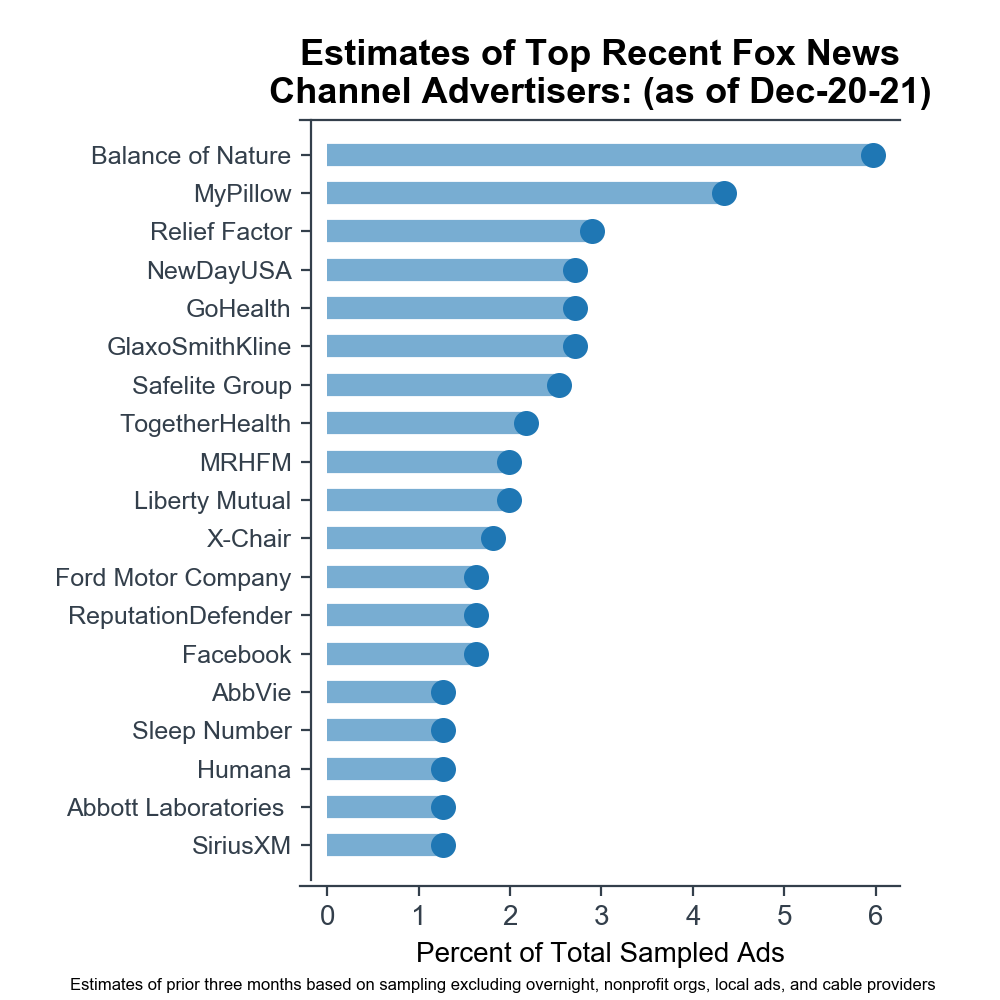 Estimates of Top Recent Fox News
Channel Advertisers: (as of Dec-20-21)
Balance of Nature
MyPillow
Relief Factor
NewDayUSA
GoHealth
GlaxoSmithKline
Safelite Group
TogetherHealth
MRHFM
Liberty Mutual
X-Chair
Ford Motor Company
ReputationDefender
Facebook
AbbVie
Sleep Number
Humana
Abbott Laboratories
SiriusXM
0 1 2 3 4 5 6
Percent of Total Sampled Ads
Estimates of prior three months based on sampling excluding overnight, nonprofit orgs, local ads, and cable providers